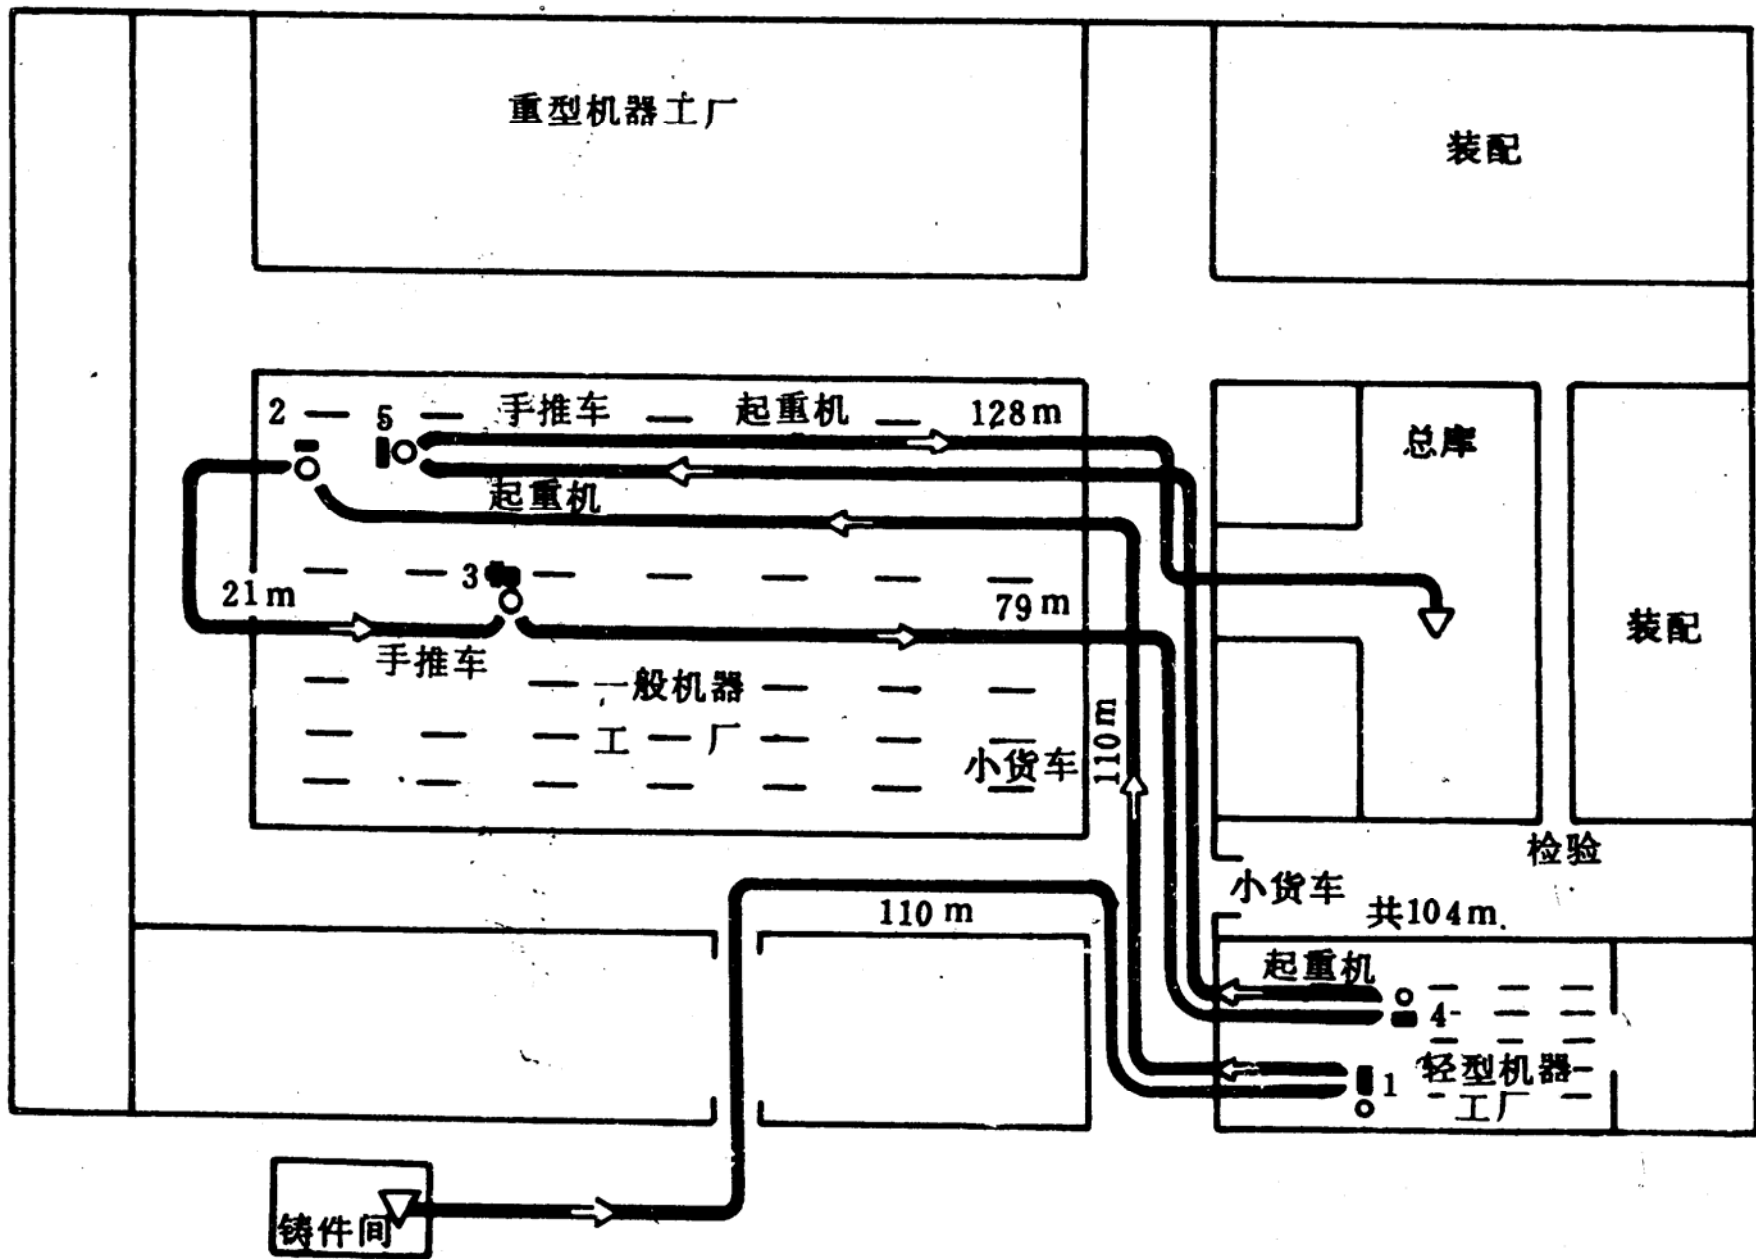 重型机器工厂
装配
2
5
手推车
起重机
128m
总库
起重机
3
21m
79m
手推车
装配
一般机器
工厂
110m
小货车
检验
小货车
110m
共104m.
起重机
4
轻型机器
1
工厂
铸件间